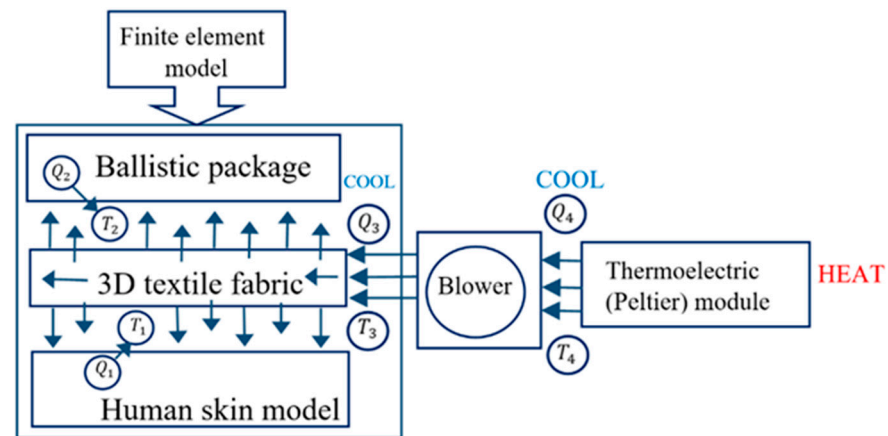 Finite element
model
Ballistic package
COOL
Q₂
T₂
COOL
Q₃
Q₄
3D textile fabric
Blower
Thermoelectric
(Peltier) module
HEAT
T₁
T₃
T₄
Q₁
Human skin model